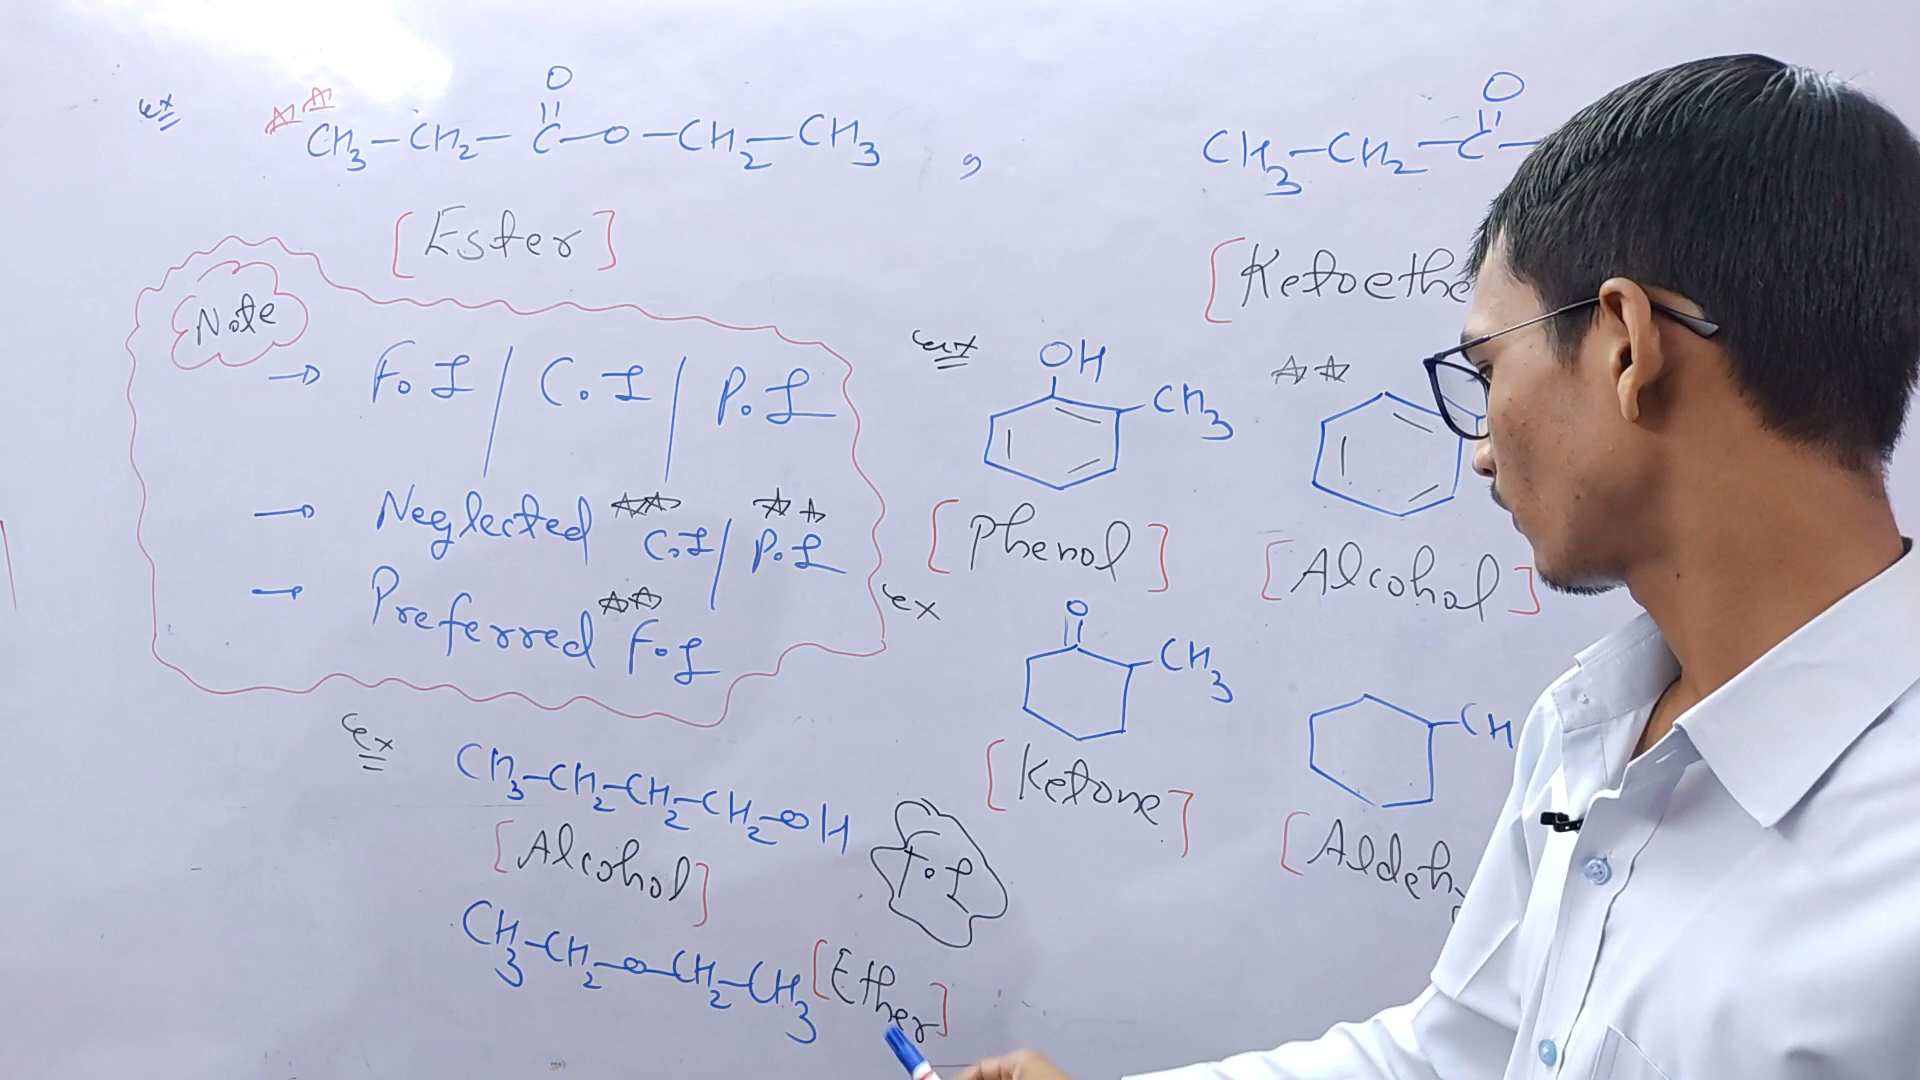 ex
O
CH3-CH2-C-O-CH2-CH3 ,
[Ester]
Note
→ F.I / C.I / P.I
→ Neglected C.I / P.I
→ Preferred F.I
ex
CH3-CH2-CH2-CH2-OH
[Alcohol]
F.I
CH3-CH2-O-CH2-CH3 [Ether]
O
CH3-CH2-C-
[Ketoethe
ex
OH
CH3
[Phenol]
[Alcohol]
ex
O
CH3
[Ketone]
CH
[Aldeh